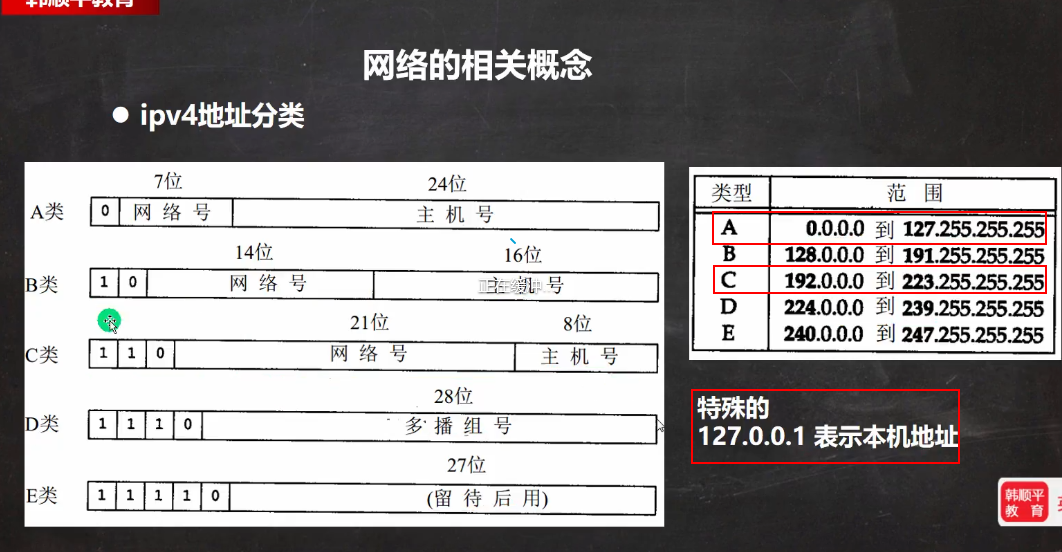 韩顺平教育
网络的相关概念
● ipv4地址分类
7位 24位
A类 0 网络号 主机号
14位 16位
B类 1 0 网络号 主机号
正在缓冲
21位 8位
C类 1 1 0 网络号 主机号
28位
D类 1 1 1 0 多播组号
27位
E类 1 1 1 1 0 (留待后用)
类型 范围
A 0.0.0.0 到 127.255.255.255
B 128.0.0.0 到 191.255.255.255
C 192.0.0.0 到 223.255.255.255
D 224.0.0.0 到 239.255.255.255
E 240.0.0.0 到 247.255.255.255
特殊的
127.0.0.1 表示本机地址
韩顺平
教育